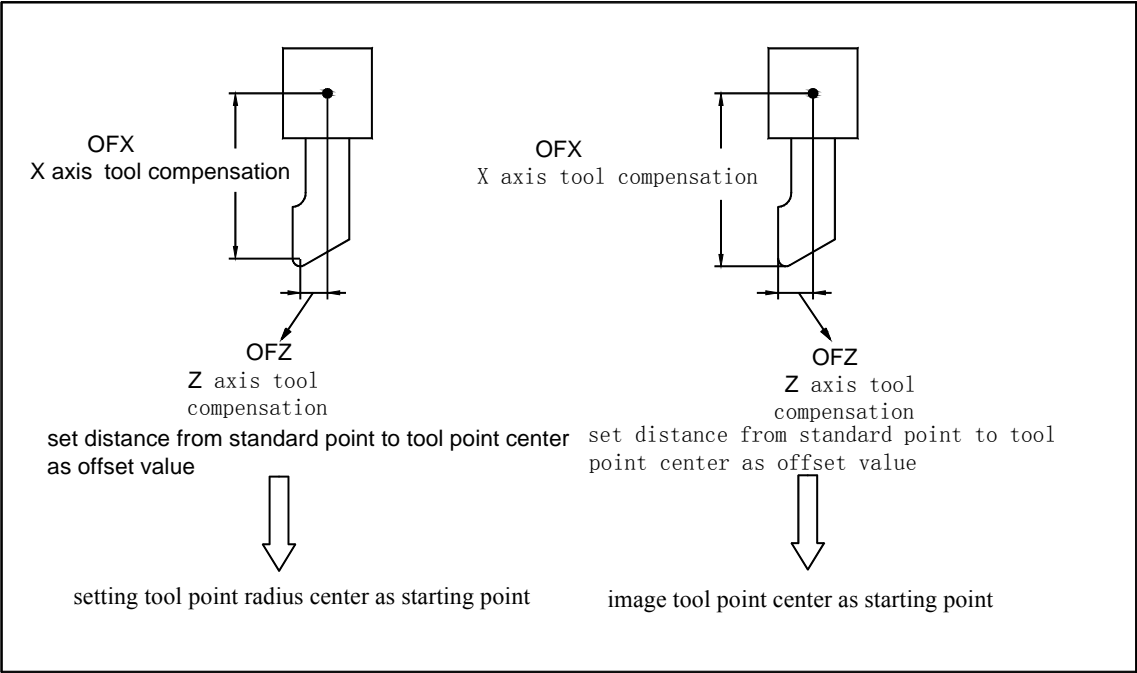 OFX
X axis tool compensation
OFZ
Z axis tool
compensation
set distance from standard point to tool point center
as offset value
setting tool point radius center as starting point
OFX
X axis tool compensation
OFZ
Z axis tool
compensation
set distance from standard point to tool
point center as offset value
image tool point center as starting point